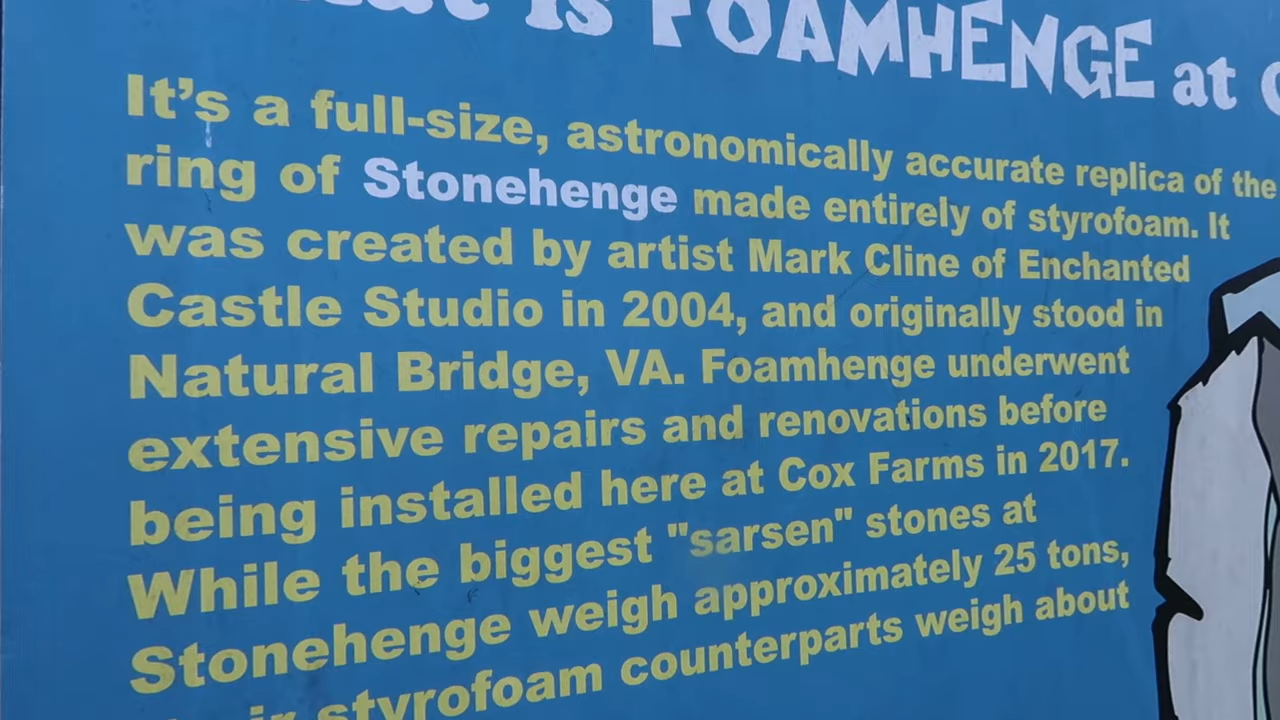 is FOAMHENGE at
It's a full-size, astronomically accurate replica of the
ring of Stonehenge made entirely of styrofoam. It
was created by artist Mark Cline of Enchanted
Castle Studio in 2004, and originally stood in
Natural Bridge, VA. Foamhenge underwent
extensive repairs and renovations before
being installed here at Cox Farms in 2017.
While the biggest "sarsen" stones at
Stonehenge weigh approximately 25 tons,
styrofoam counterparts weigh about